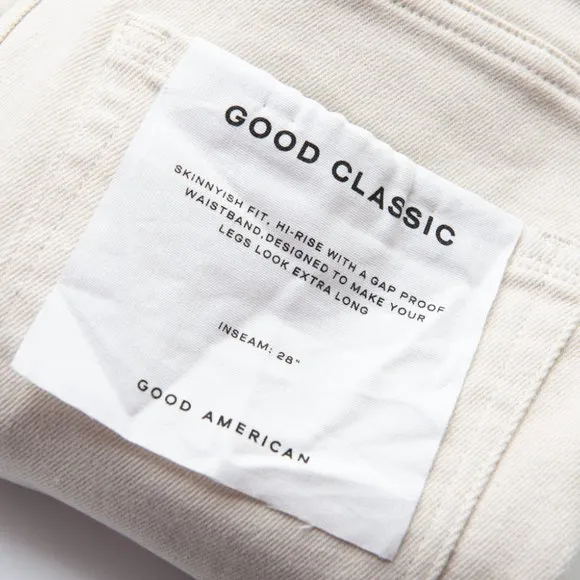 GOOD CLASSIC
SKINNYISH FIT, HI-RISE WITH A GAP PROOF
WAISTBAND.DESIGNED TO MAKE YOUR
LEGS LOOK EXTRA LONG
INSEAM: 28"
GOOD AMERICAN